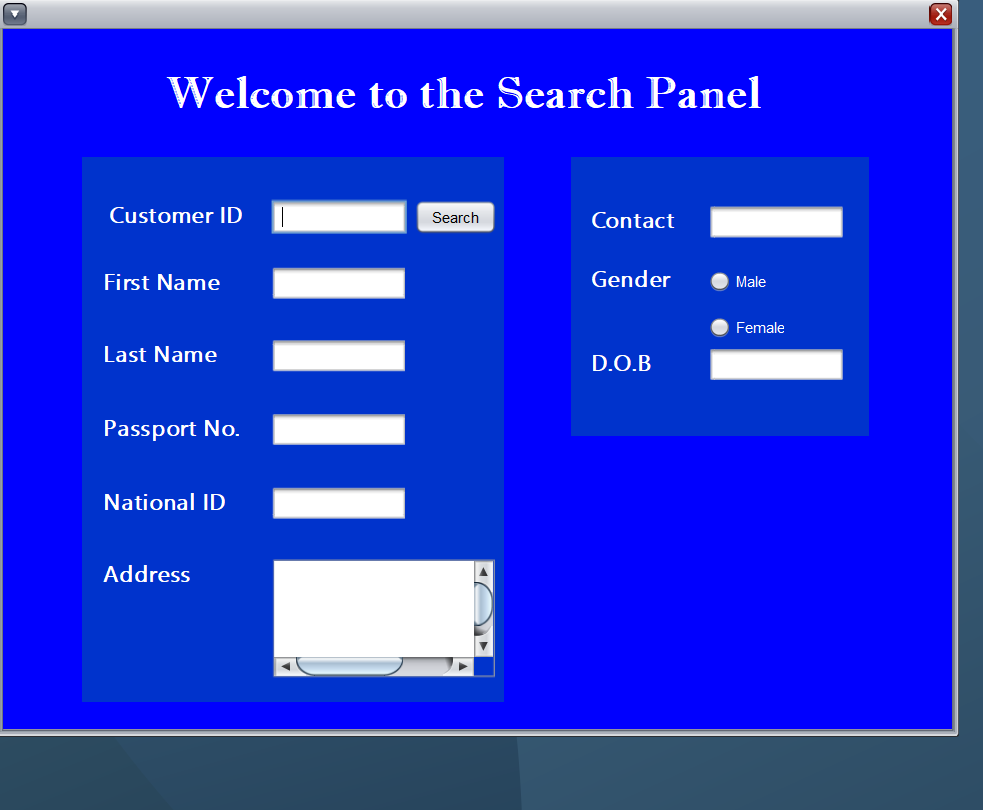 Welcome to the Search Panel
Customer ID
Search
First Name
Last Name
Passport No.
National ID
Address
Contact
Gender
Male
Female
D.O.B